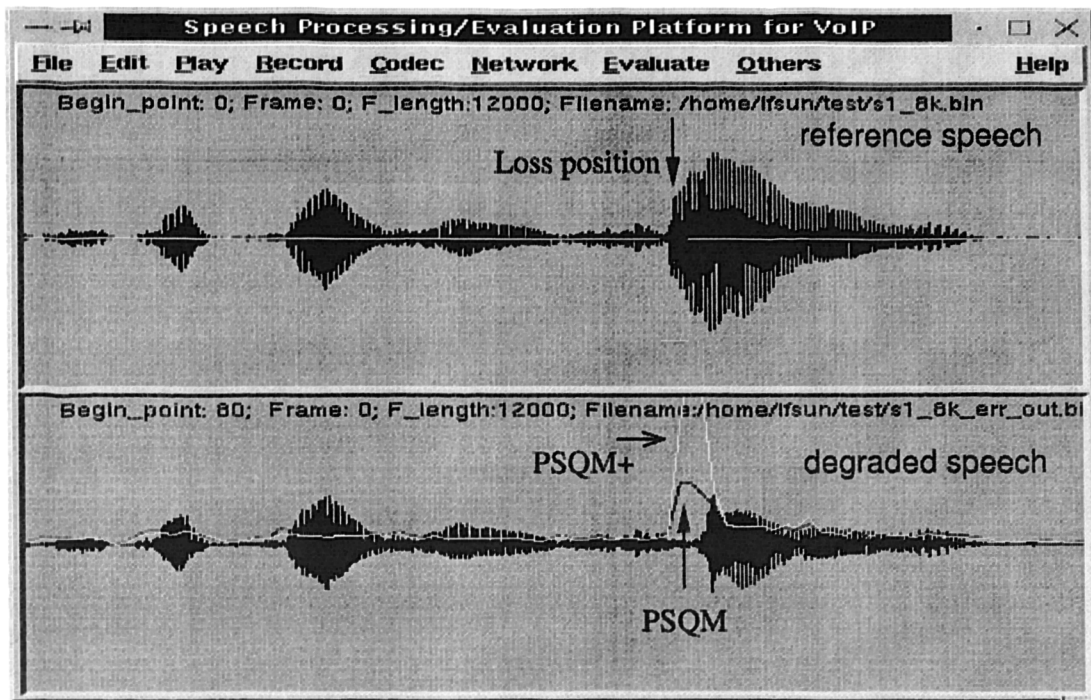 Speech Processing/Evaluation Platform for VoIP
File Edit Play Record Codec Network Evaluate Others Help
Begin_point: 0; Frame: 0; F_length:12000; Filename: /home/lfsun/test/s1_8k.bin
reference speech
Loss position
Begin_point: 80; Frame: 0; F_length:12000; Filename:/home/lfsun/test/s1_8k_err_out.bi
PSQM+
degraded speech
PSQM